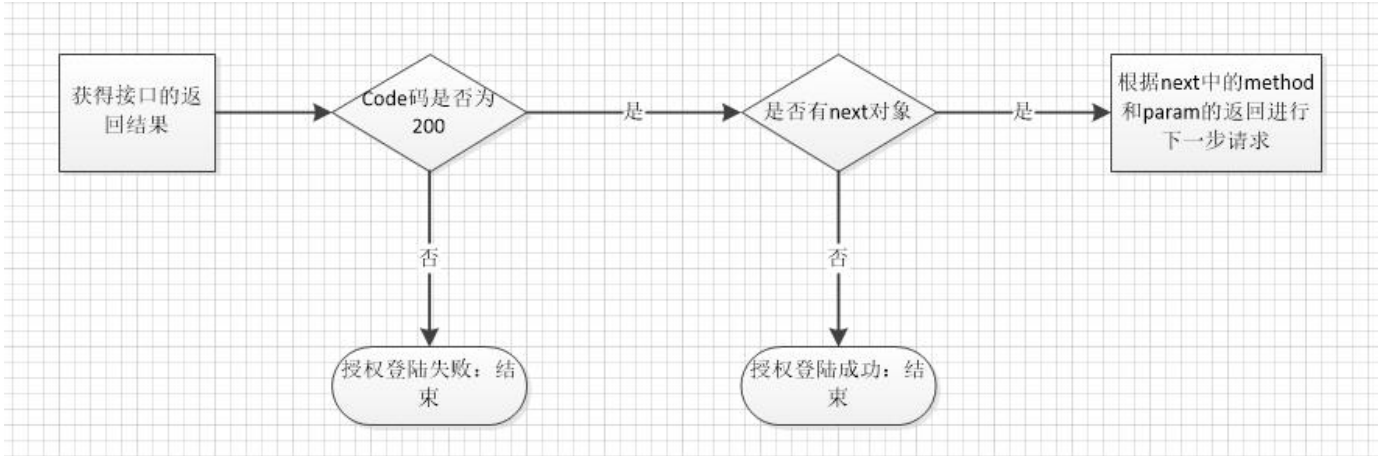 获得接口的返
回结果
Code码是否为
200
是
是否有next对象
是
根据next中的method
和param的返回进行
下一步请求
否
否
授权登陆失败：结
束
授权登陆成功：结
束